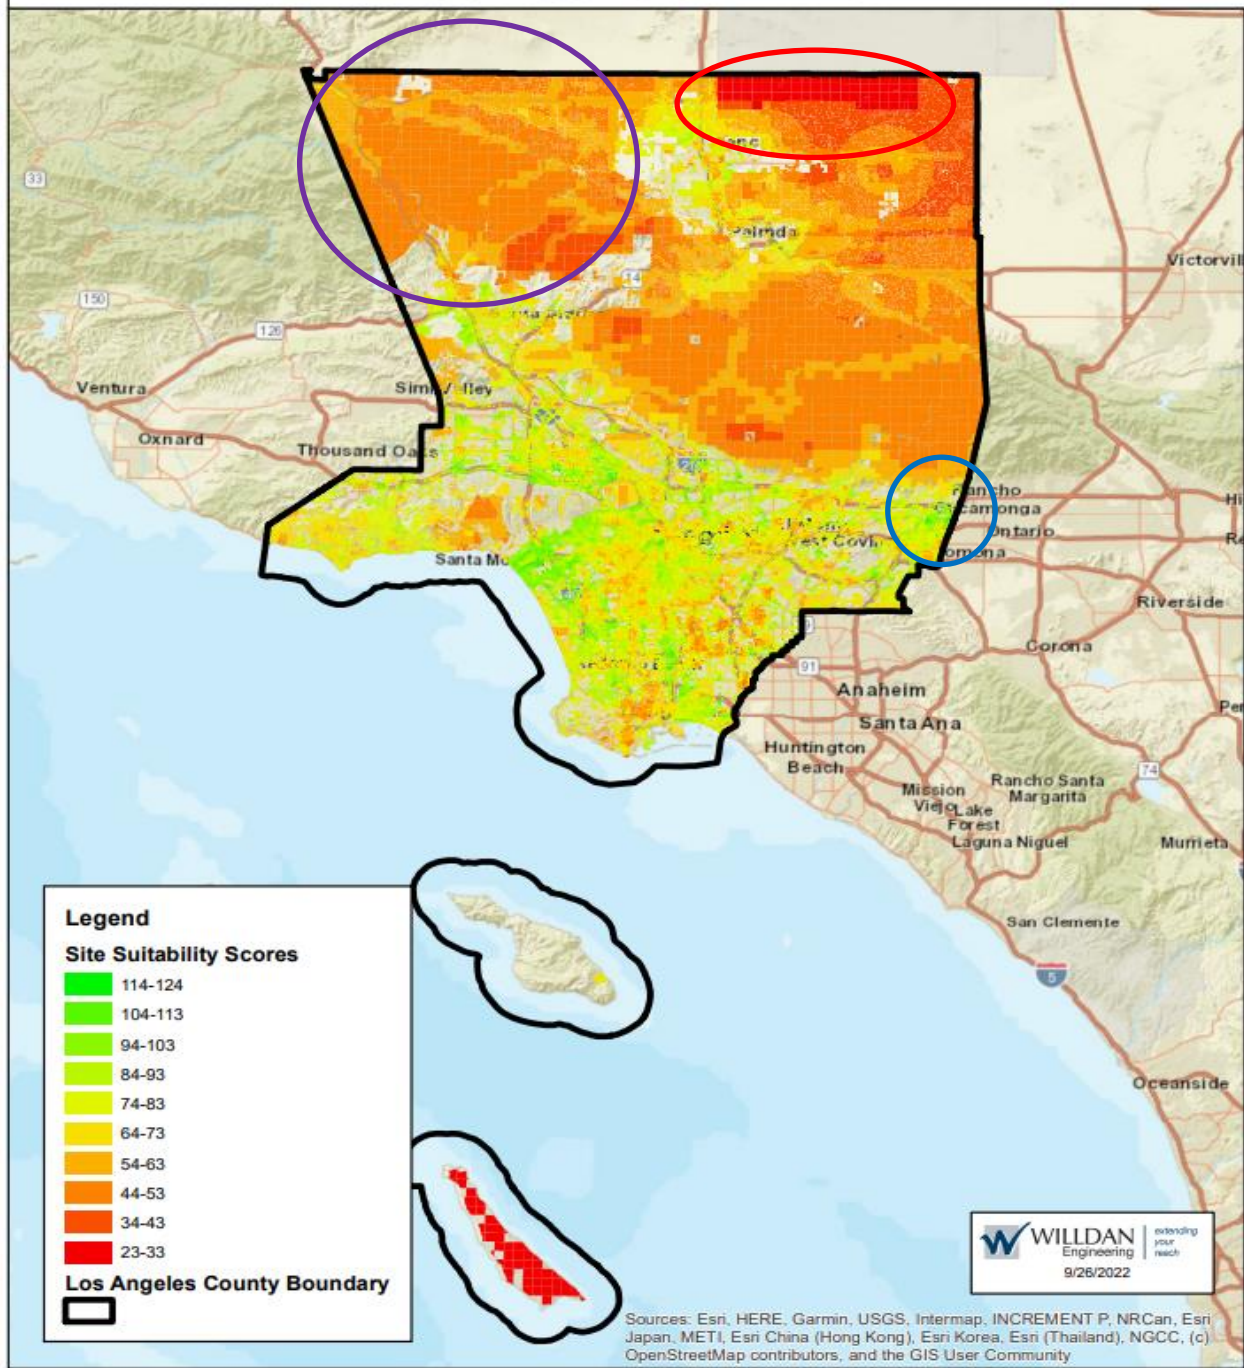 33
150
126
14
Victorvill
Ventura
Oxnard
Thousand Oaks
Santa Mo
Rancho
Ontario
Riverside
Corona
91
Anaheim
Santa Ana
Huntington
Beach
Mission
Viejo
Lake
Forest
Laguna Niguel
Rancho Santa
Margarita
74
Murrieta
Hi
Re
Per
San Clemente
5
Oceanside
Legend
Site Suitability Scores
114-124
104-113
94-103
84-93
74-83
64-73
54-63
44-53
34-43
23-33
Los Angeles County Boundary
WILLDAN
Engineering
extending
your
reach
9/26/2022
Sources: Esri, HERE, Garmin, USGS, Intermap, INCREMENT P, NRCan, Esri
Japan, METI, Esri China (Hong Kong), Esri Korea, Esri (Thailand), NGCC, (c)
OpenStreetMap contributors, and the GIS User Community